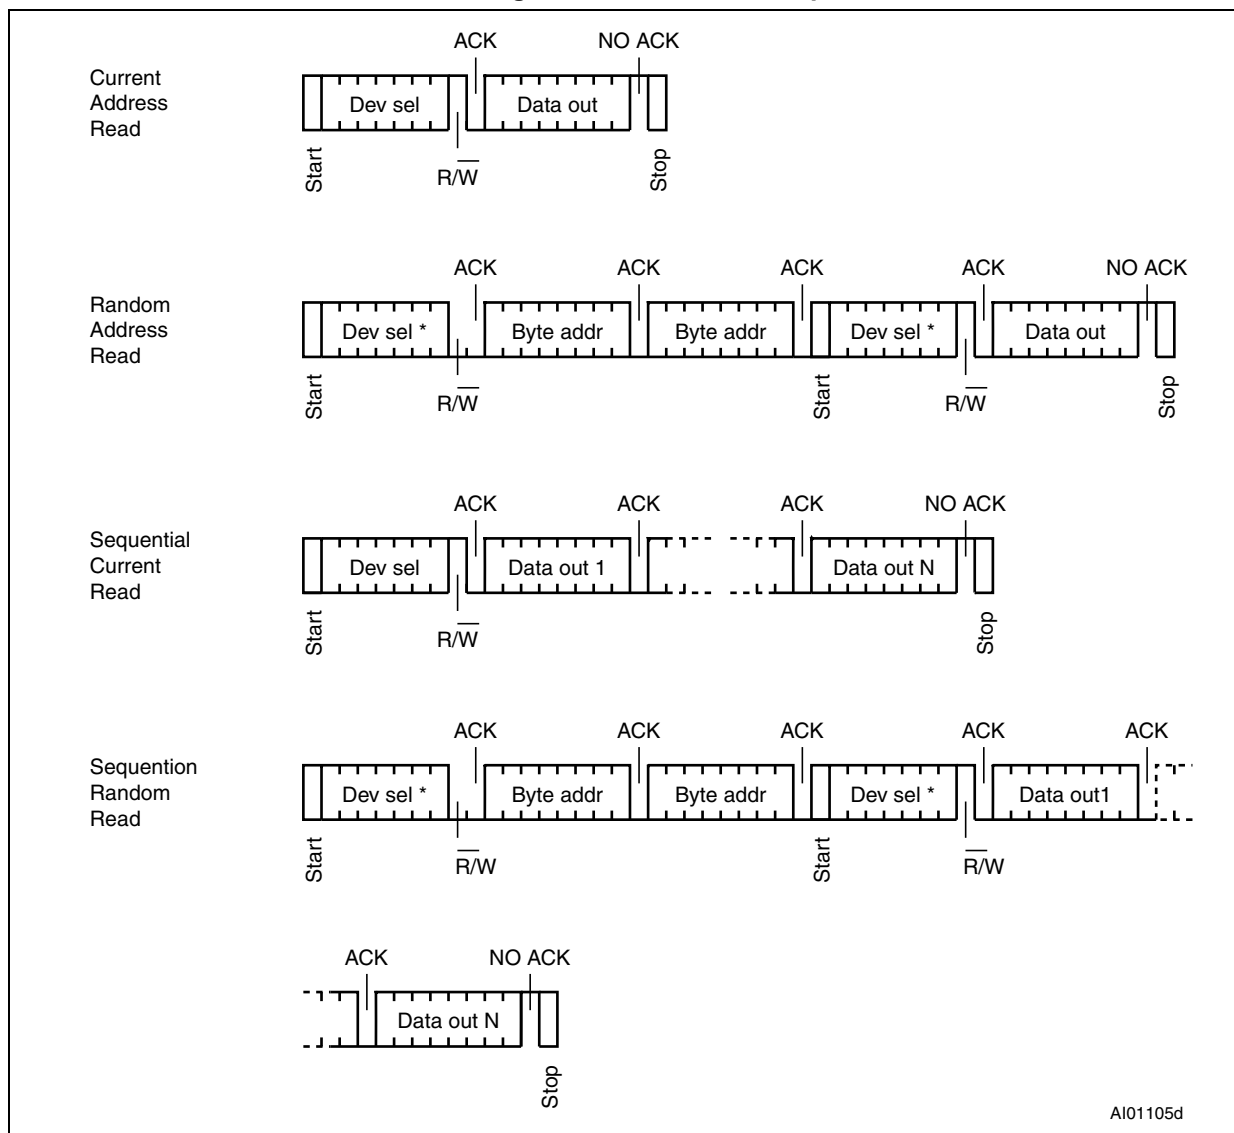 ACK NO ACK
Current
Address
Read
Dev sel Data out
Start R/W̅ Stop
ACK ACK ACK ACK NO ACK
Random
Address
Read
Dev sel * Byte addr Byte addr Dev sel * Data out
Start R/W̅ Start R/W̅ Stop
ACK ACK ACK NO ACK
Sequential
Current
Read
Dev sel Data out 1 Data out N
Start R/W̅ Stop
ACK ACK ACK ACK ACK
Sequention
Random
Read
Dev sel * Byte addr Byte addr Dev sel * Data out1
Start R̅/W Start R̅/W
ACK NO ACK
Data out N
Stop
AI01105d